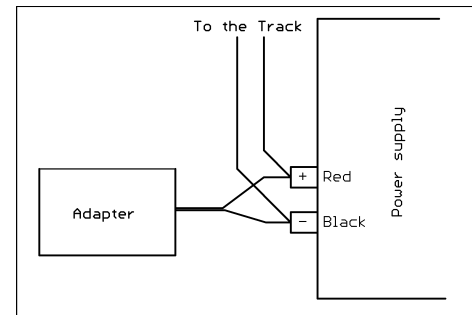 To the Track
+ Red
Power supply
Adapter
- Black